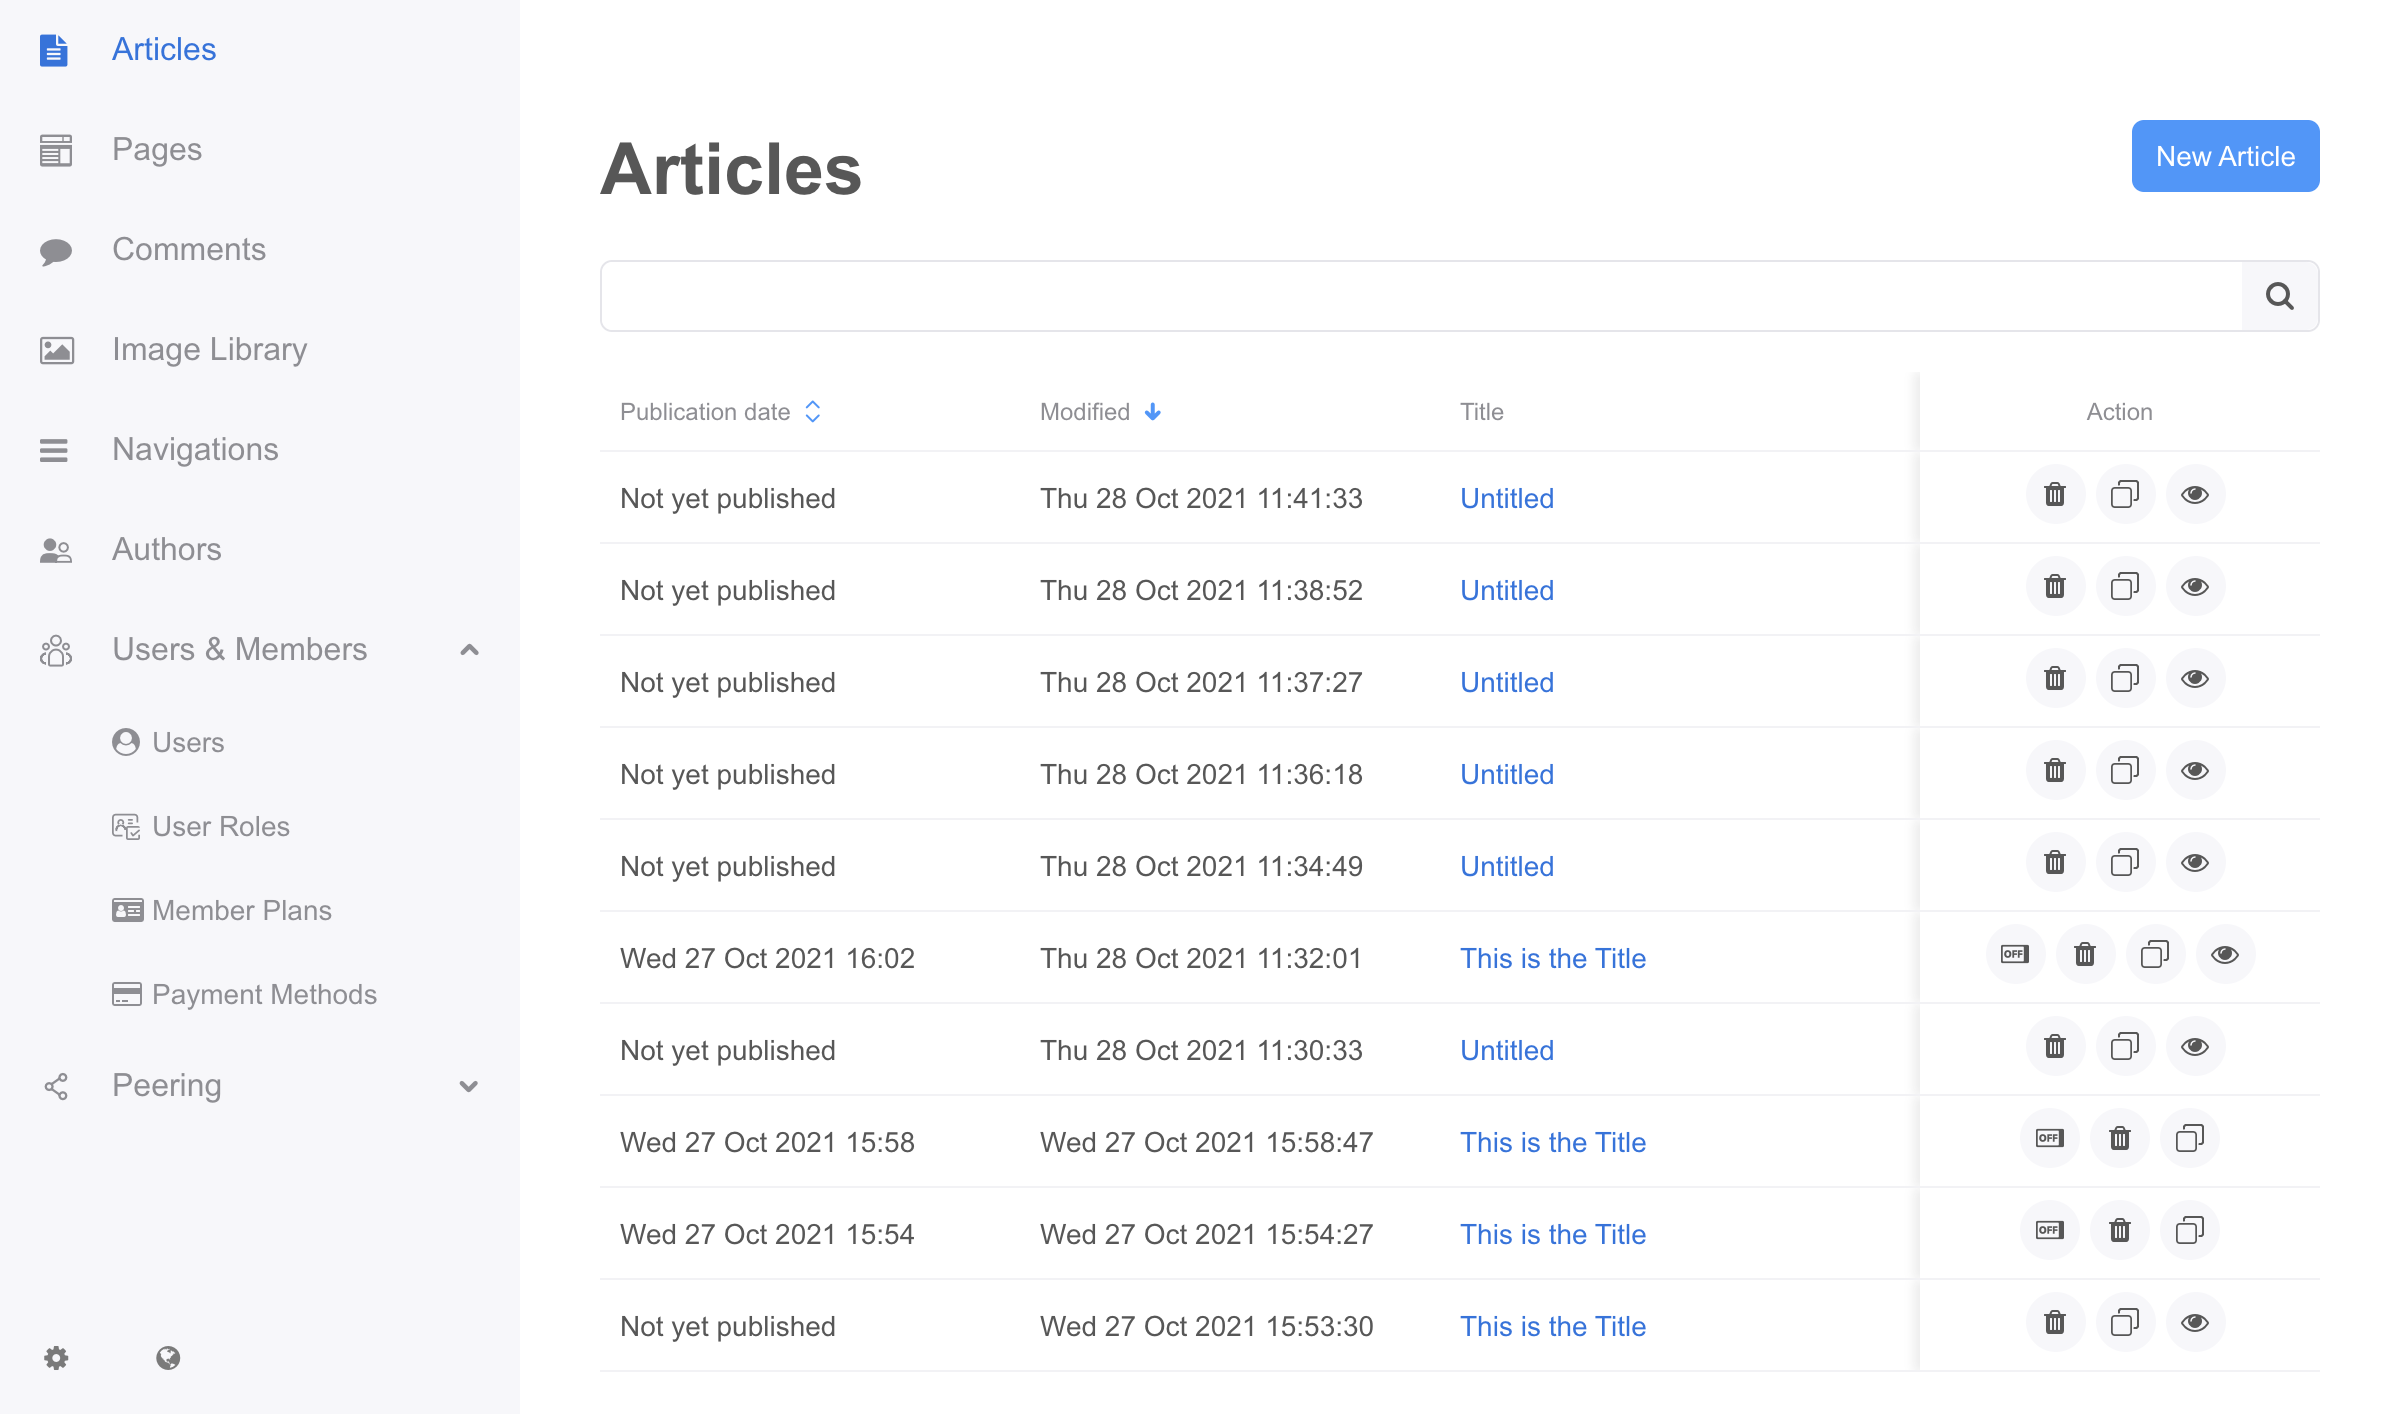 Articles
Pages
Comments
Image Library
Navigations
Authors
Users & Members
Users
User Roles
Member Plans
Payment Methods
Peering
Articles
New Article
Publication date Modified Title Action
Not yet published Thu 28 Oct 2021 11:41:33 Untitled
Not yet published Thu 28 Oct 2021 11:38:52 Untitled
Not yet published Thu 28 Oct 2021 11:37:27 Untitled
Not yet published Thu 28 Oct 2021 11:36:18 Untitled
Not yet published Thu 28 Oct 2021 11:34:49 Untitled
Wed 27 Oct 2021 16:02 Thu 28 Oct 2021 11:32:01 This is the Title OFF
Not yet published Thu 28 Oct 2021 11:30:33 Untitled
Wed 27 Oct 2021 15:58 Wed 27 Oct 2021 15:58:47 This is the Title OFF
Wed 27 Oct 2021 15:54 Wed 27 Oct 2021 15:54:27 This is the Title OFF
Not yet published Wed 27 Oct 2021 15:53:30 This is the Title